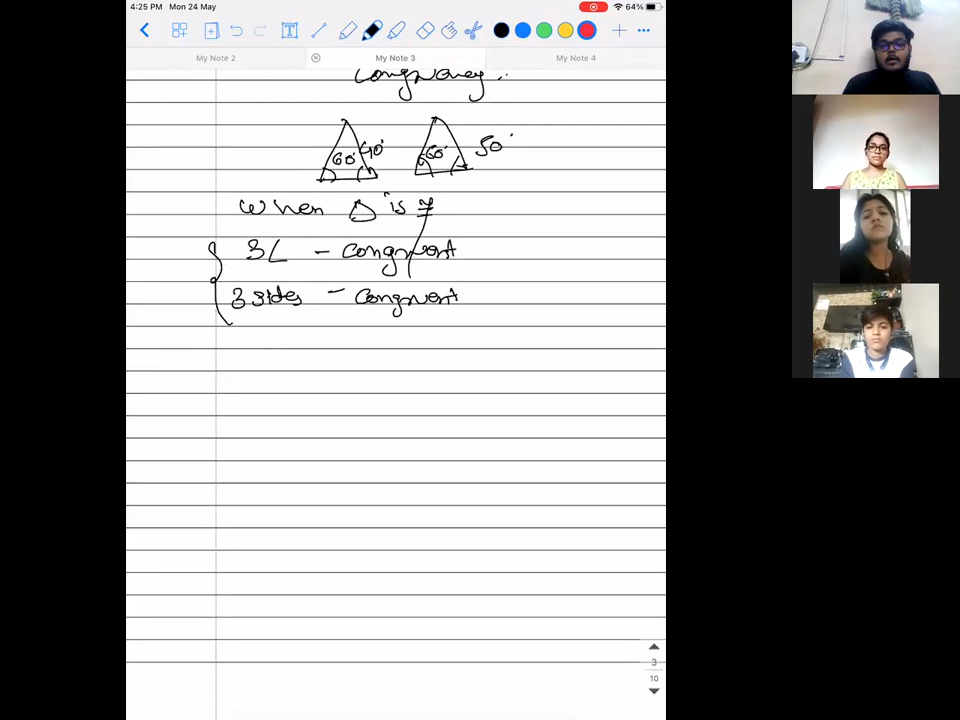 4:25 PM Mon 24 May 64%
My Note 2 My Note 3 My Note 4
Congruency :
60° 40° 60° 50°
When Δ is ≅
3∠ - congruent
3 sides - congruent
3
10